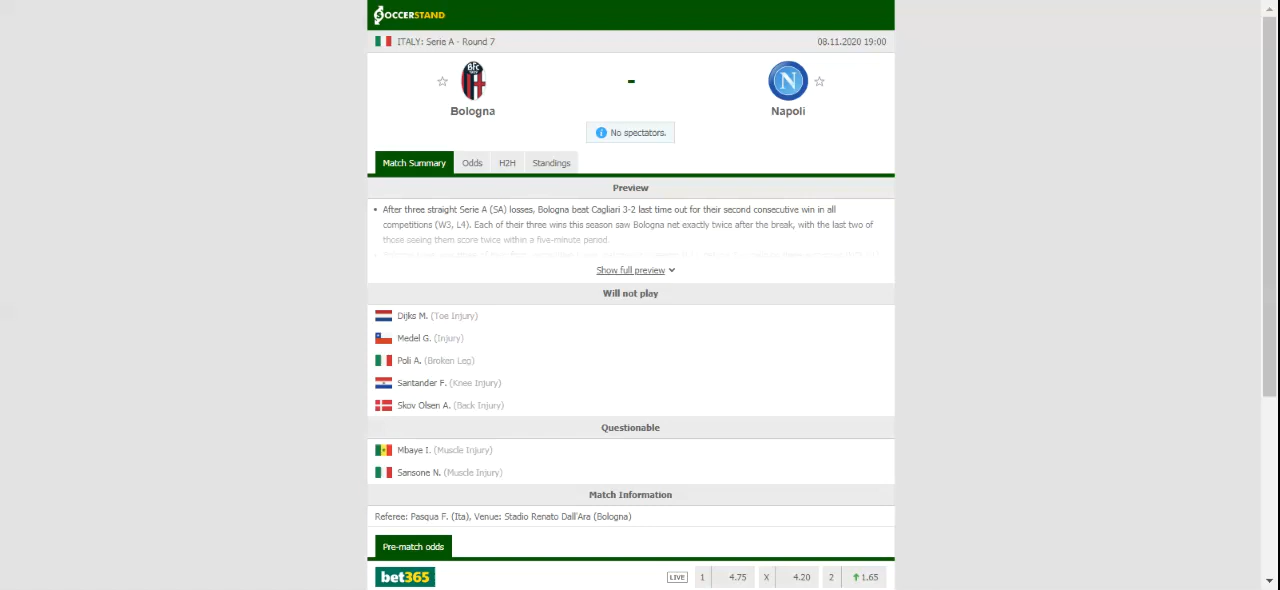 SOCCERSTAND
ITALY: Serie A - Round 7 08.11.2020 19:00
BFC
N
Bologna - Napoli
No spectators.
Match Summary Odds H2H Standings
Preview
• After three straight Serie A (SA) losses, Bologna beat Cagliari 3-2 last time out for their second consecutive win in all
competitions (W3, L4). Each of their three wins this season saw Bologna net exactly twice after the break, with the last two of
those seeing them score twice within a five-minute period.
Show full preview
Will not play
Dijks M. (Toe Injury)
Medel G. (Injury)
Poli A. (Broken Leg)
Santander F. (Knee Injury)
Skov Olsen A. (Back Injury)
Questionable
Mbaye I. (Muscle Injury)
Sansone N. (Muscle Injury)
Match Information
Referee: Pasqua F. (Ita), Venue: Stadio Renato Dall'Ara (Bologna)
Pre-match odds
bet365 LIVE 1 4.75 X 4.20 2 1.65